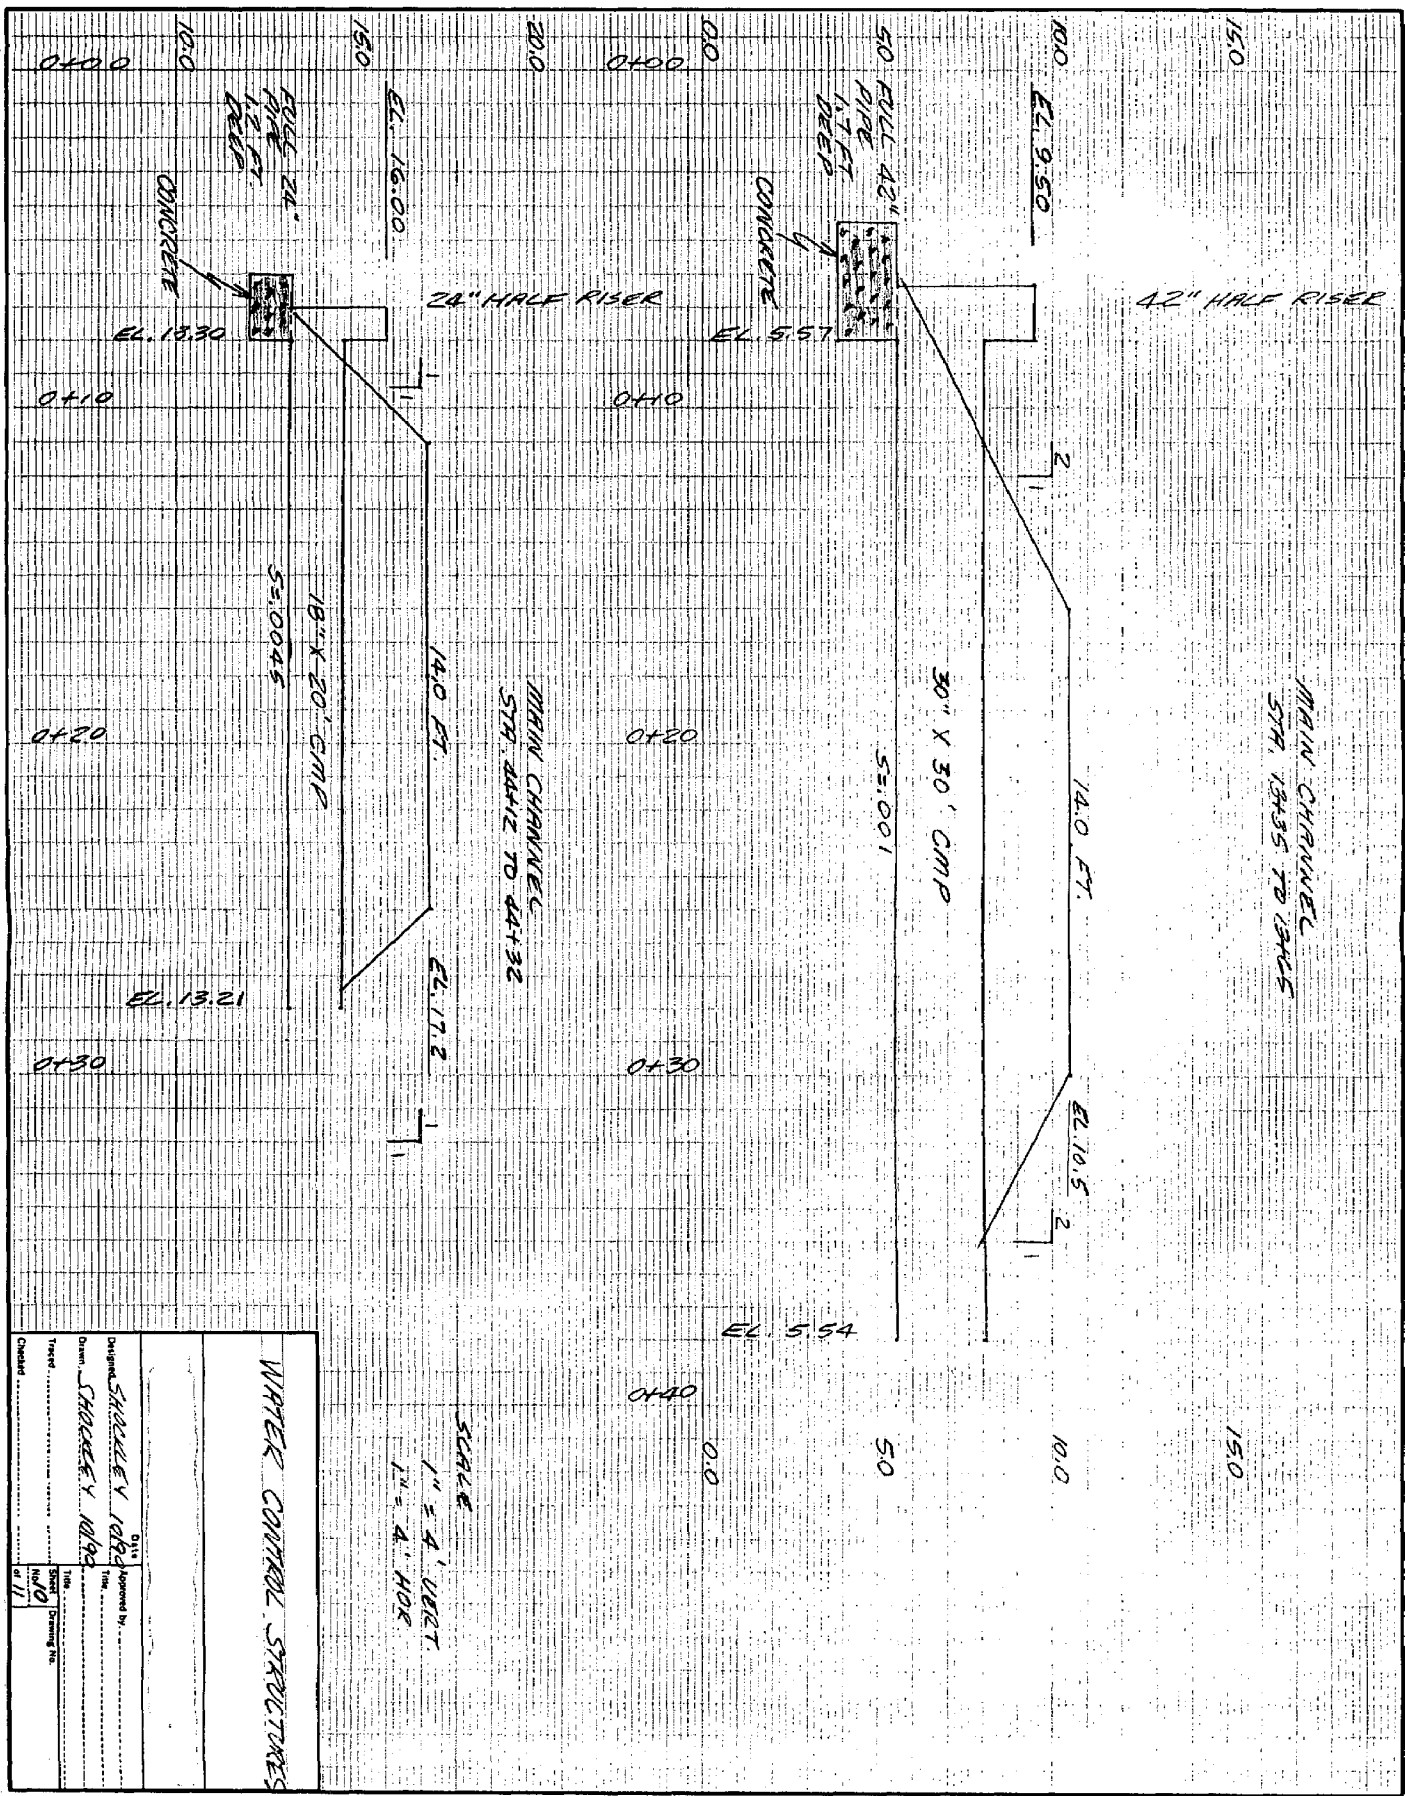 MAIN CHANNEL
15.0
15.0
42" HALF RISER
EL. 9.50
10.0
10.0
14.0 FT.
EL. 10.5
2
1
2
1
30" X 30' CMP
5.0
FULL 42"
PIPE
1.7 FT
DEEP
S=.001
5.0
CONCRETE
EL. 5.57
EL. 5.54
0.0
0.0
0+00
0+10
0+20
0+30
0+40
20.0
MAIN CHANNEL
STA. 44+12 TO 44+32
SCALE
1" = 4' VERT.
1" = 4' HOR.
24" HALF RISER
EL. 16.00
15.0
14.0 FT.
EL. 17.2
1
1
1
1
18" X 20' CMP
FULL 24"
PIPE
1.2 FT.
DEEP
S=.0045
10.0
CONCRETE
EL. 13.30
EL. 13.21
0+00
0+10
0+20
0+30
WATER CONTROL STRUCTURES
Date
Designed SHOCKLEY 10/90
Approved by
Drawn SHOCKLEY 10/90
Title
Traced
Title
Checked
Sheet No. 10 of 11
Drawing No.